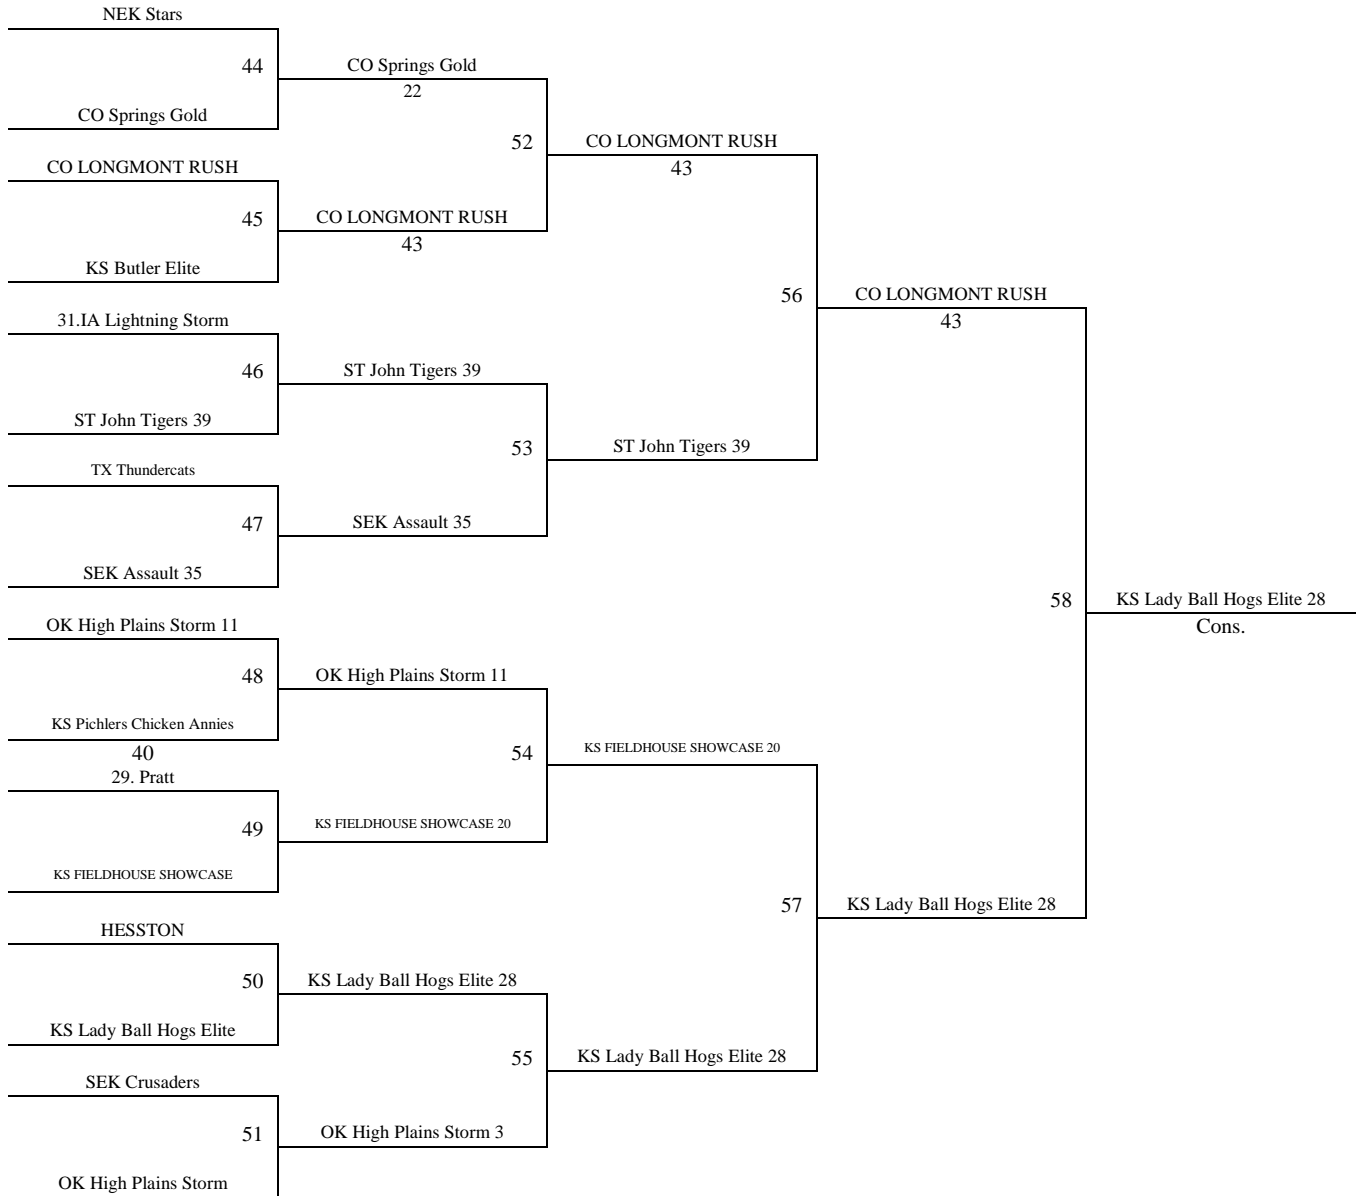 NEK Stars
44
CO Springs Gold
CO Springs Gold
22
52
CO LONGMONT RUSH
43
CO LONGMONT RUSH
45
CO LONGMONT RUSH
43
KS Butler Elite
56
CO LONGMONT RUSH
43
31.IA Lightning Storm
46
ST John Tigers 39
ST John Tigers 39
53
ST John Tigers 39
TX Thundercats
47
SEK Assault 35
SEK Assault 35
58
KS Lady Ball Hogs Elite 28
Cons.
OK High Plains Storm 11
48
OK High Plains Storm 11
KS Pichlers Chicken Annies
40
54
KS FIELDHOUSE SHOWCASE 20
29. Pratt
49
KS FIELDHOUSE SHOWCASE 20
KS FIELDHOUSE SHOWCASE
57
KS Lady Ball Hogs Elite 28
HESSTON
50
KS Lady Ball Hogs Elite 28
KS Lady Ball Hogs Elite
55
KS Lady Ball Hogs Elite 28
SEK Crusaders
51
OK High Plains Storm 3
OK High Plains Storm